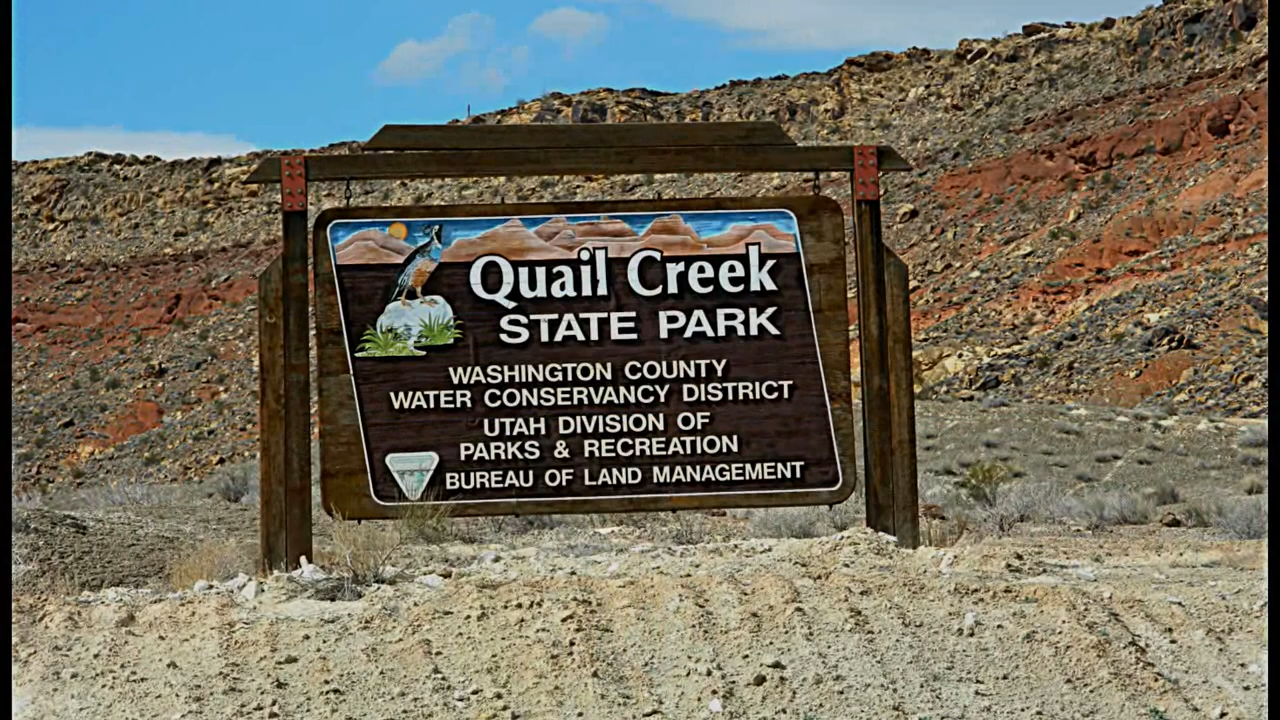 Quail Creek
STATE PARK
WASHINGTON COUNTY
WATER CONSERVANCY DISTRICT
UTAH DIVISION OF
PARKS & RECREATION
BUREAU OF LAND MANAGEMENT